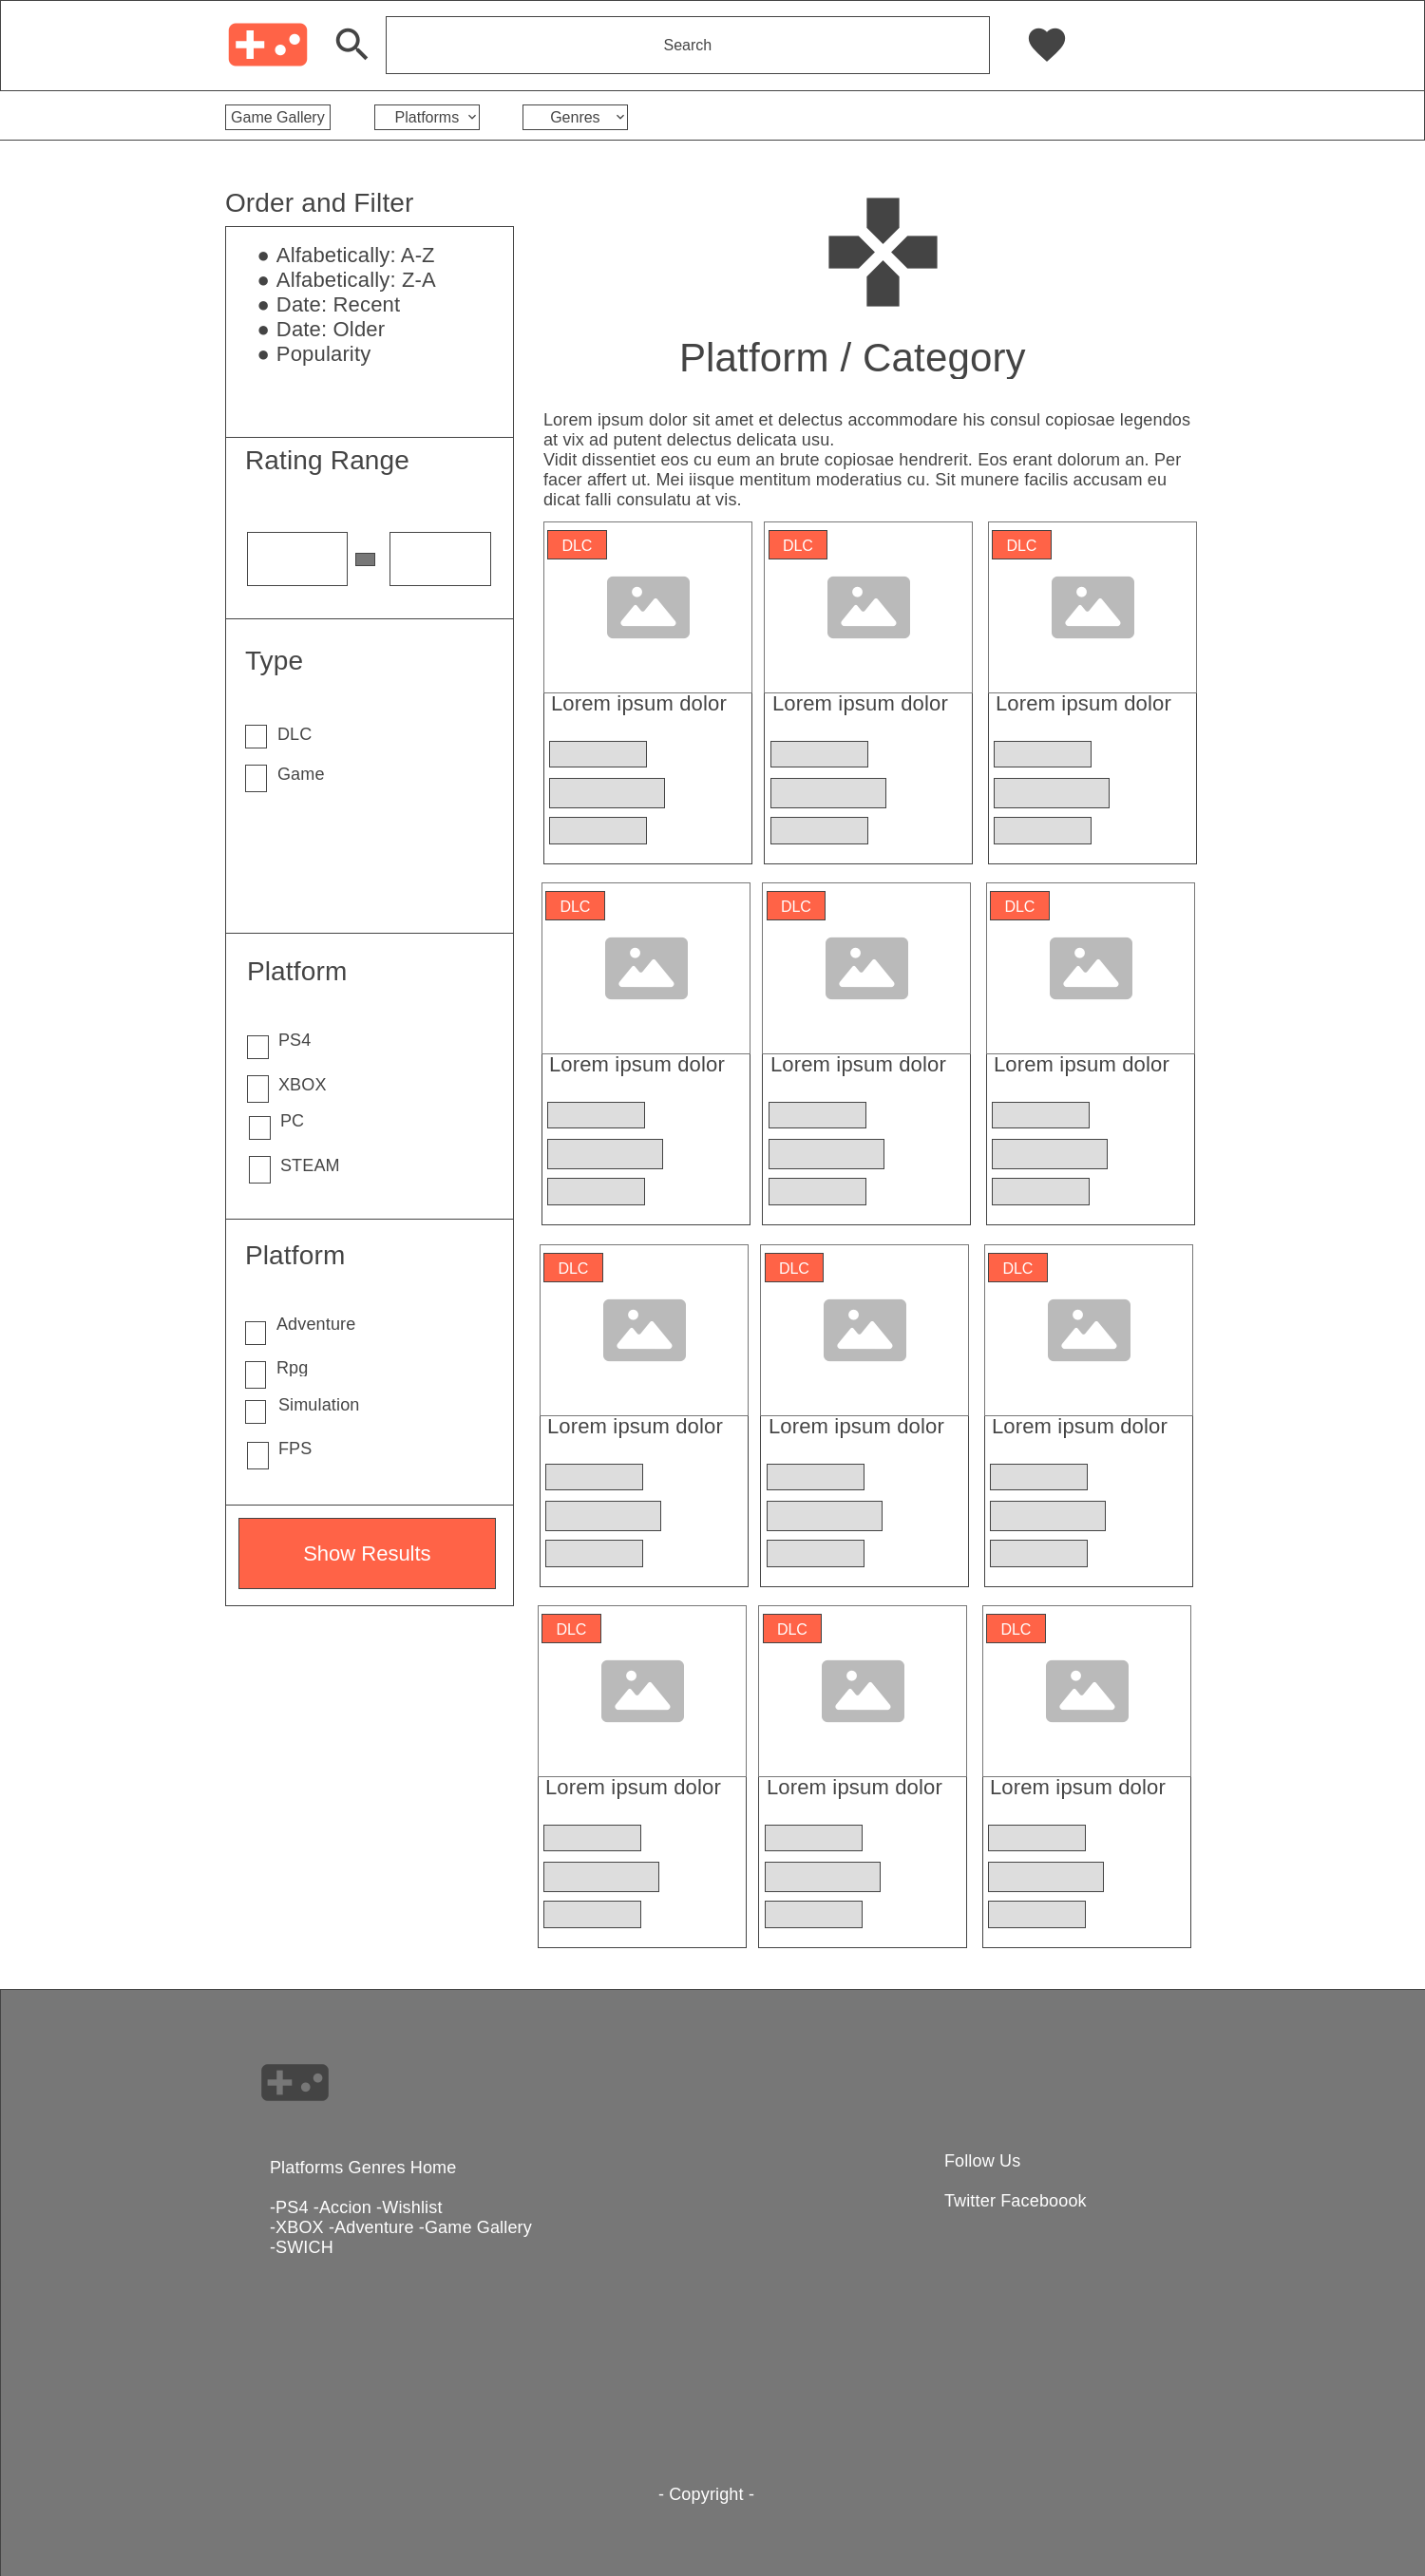 Search
Game Gallery
Platforms
Genres
Order and Filter
Alfabetically: A-Z
Alfabetically: Z-A
Date: Recent
Date: Older
Popularity
Rating Range
Type
DLC
Game
Platform
PS4
XBOX
PC
STEAM
Platform
Adventure
Rpg
Simulation
FPS
Show Results
Platform / Category
Lorem ipsum dolor sit amet et delectus accommodare his consul copiosae legendos
at vix ad putent delectus delicata usu.
Vidit dissentiet eos cu eum an brute copiosae hendrerit. Eos erant dolorum an. Per
facer affert ut. Mei iisque mentitum moderatius cu. Sit munere facilis accusam eu
dicat falli consulatu at vis.
DLC
DLC
DLC
Lorem ipsum dolor
Lorem ipsum dolor
Lorem ipsum dolor
DLC
DLC
DLC
Lorem ipsum dolor
Lorem ipsum dolor
Lorem ipsum dolor
DLC
DLC
DLC
Lorem ipsum dolor
Lorem ipsum dolor
Lorem ipsum dolor
DLC
DLC
DLC
Lorem ipsum dolor
Lorem ipsum dolor
Lorem ipsum dolor
Platforms Genres Home
-PS4 -Accion -Wishlist
-XBOX -Adventure -Game Gallery
-SWICH
Follow Us
Twitter Faceboook
- Copyright -